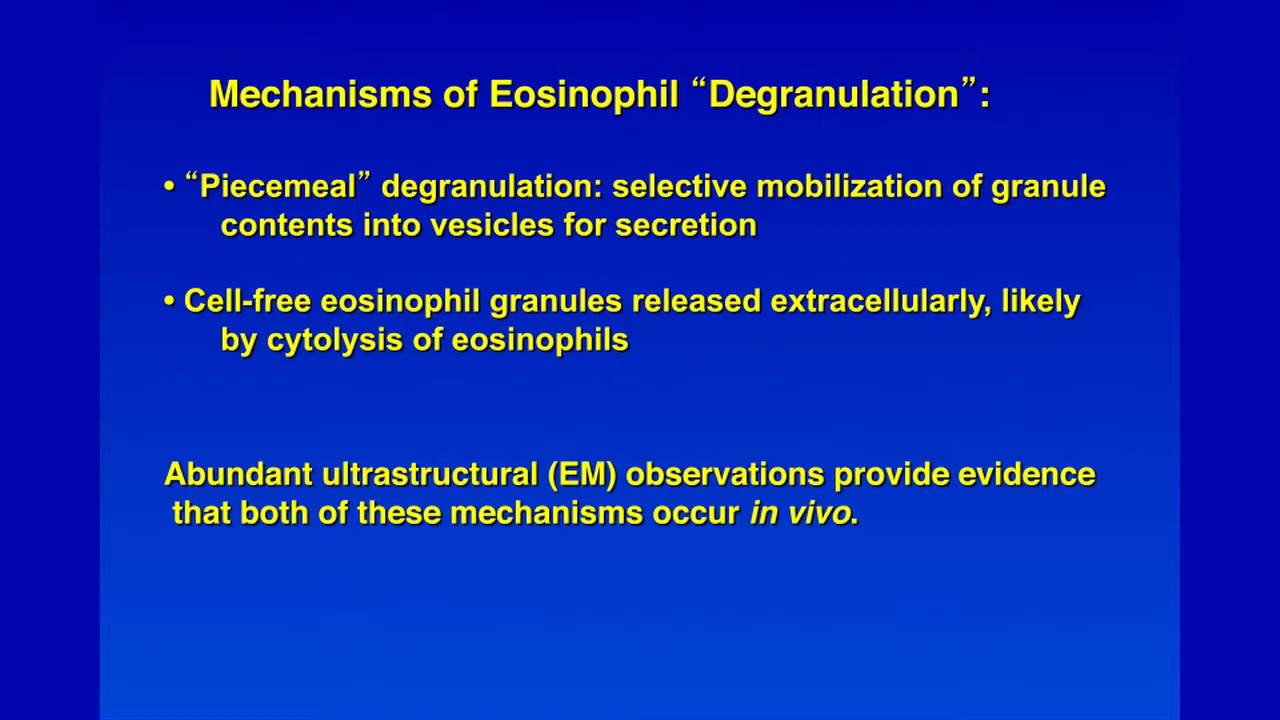 Mechanisms of Eosinophil “Degranulation”:
• “Piecemeal” degranulation: selective mobilization of granule
contents into vesicles for secretion
• Cell-free eosinophil granules released extracellularly, likely
by cytolysis of eosinophils
Abundant ultrastructural (EM) observations provide evidence
that both of these mechanisms occur in vivo.